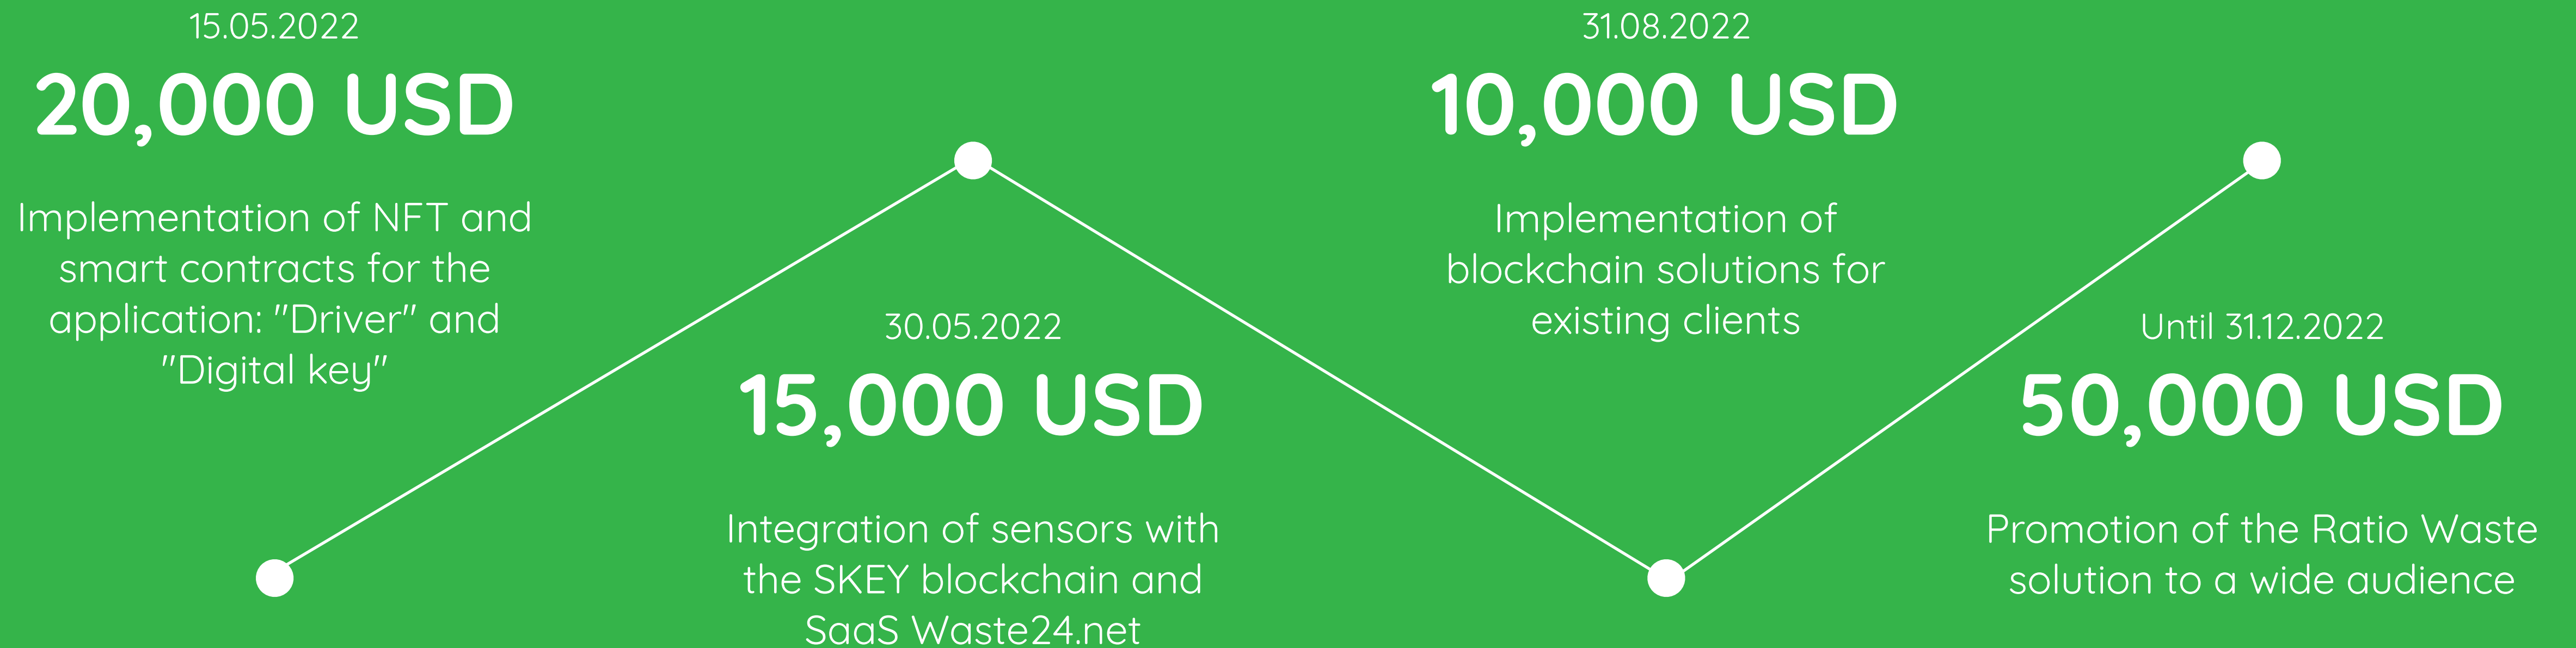 15.05.2022
20,000 USD
Implementation of NFT and
smart contracts for the
application: "Driver" and
"Digital key"
30.05.2022
15,000 USD
Integration of sensors with
the SKEY blockchain and
SaaS Waste24.net
31.08.2022
10,000 USD
Implementation of
blockchain solutions for
existing clients
Until 31.12.2022
50,000 USD
Promotion of the Ratio Waste
solution to a wide audience